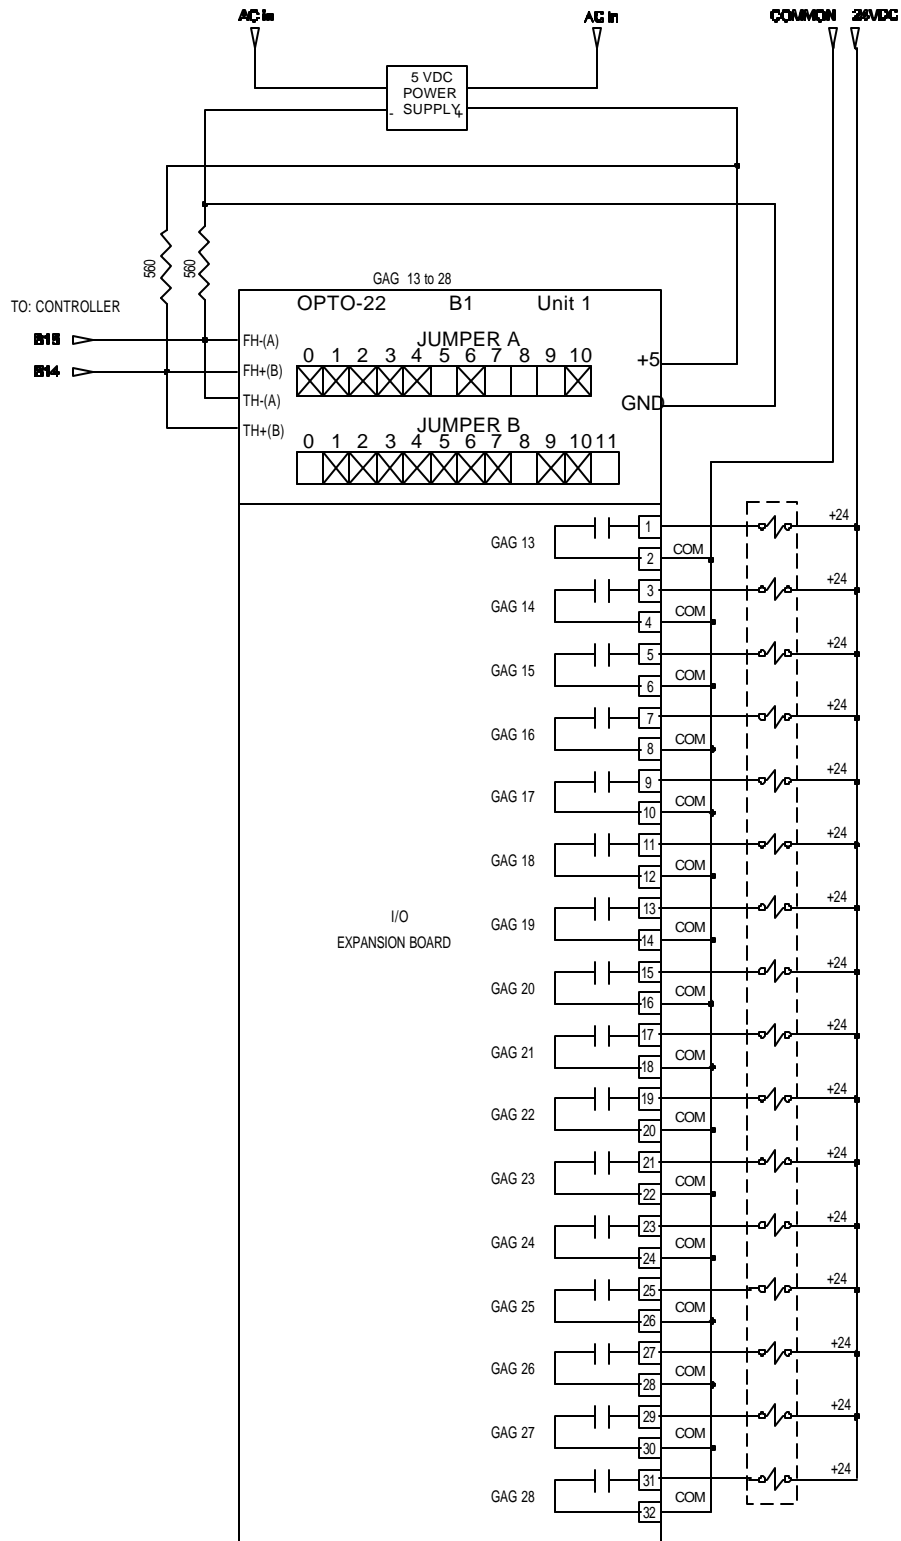 AC in
AC in
COMMON 24VDC
5 VDC
POWER
SUPPLY
- +
560
560
GAG 13 to 28
TO: CONTROLLER
OPTO-22 B1 Unit 1
B15
FH-(A)
JUMPER A
0 1 2 3 4 5 6 7 8 9 10
+5
B14
FH+(B)
TH-(A)
GND
TH+(B)
JUMPER B
0 1 2 3 4 5 6 7 8 9 10 11
GAG 13
1
+24
2
COM
GAG 14
3
+24
4
COM
GAG 15
5
+24
6
COM
GAG 16
7
+24
8
COM
GAG 17
9
+24
10
COM
GAG 18
11
+24
12
COM
GAG 19
13
+24
14
COM
I/O
EXPANSION BOARD
GAG 20
15
+24
16
COM
GAG 21
17
+24
18
COM
GAG 22
19
+24
20
COM
GAG 23
21
+24
22
COM
GAG 24
23
+24
24
COM
GAG 25
25
+24
26
COM
GAG 26
27
+24
28
COM
GAG 27
29
+24
30
COM
GAG 28
31
+24
32
COM